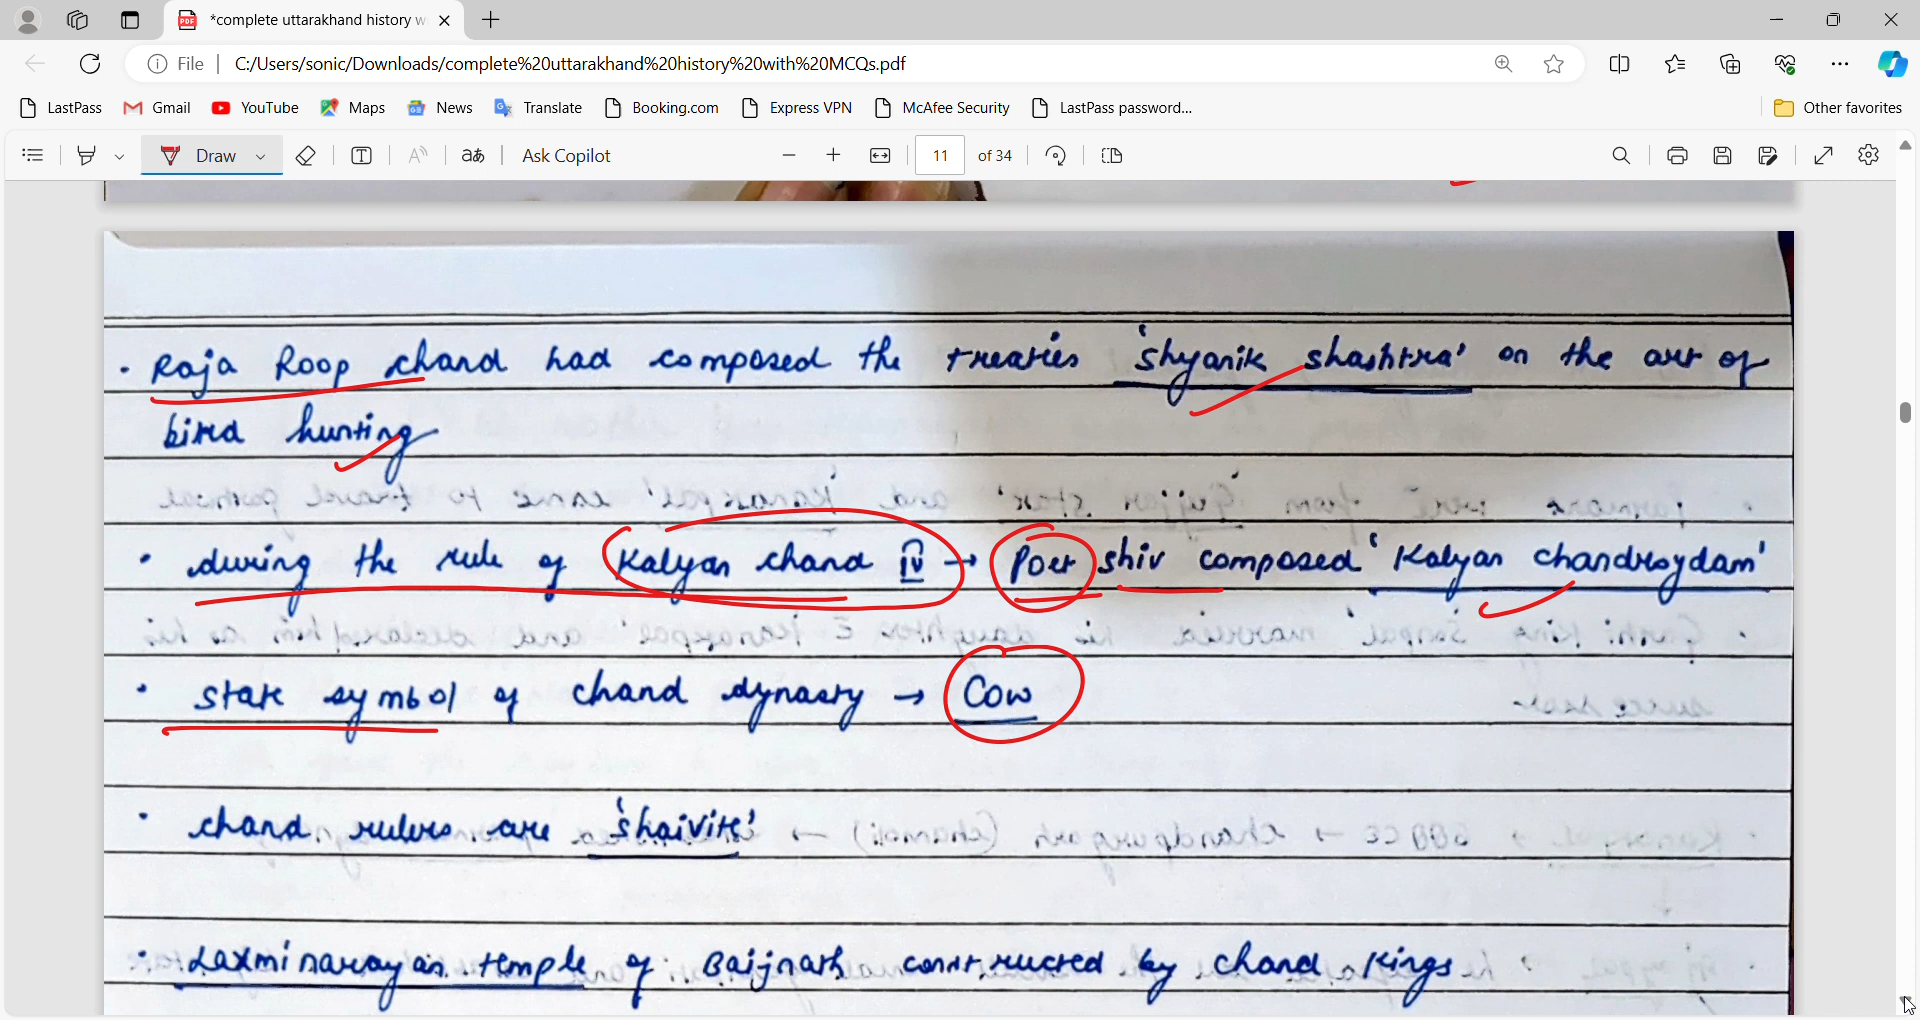 *complete uttarakhand history w
File
C:/Users/sonic/Downloads/complete%20uttarakhand%20history%20with%20MCQs.pdf
LastPass
Gmail
YouTube
Maps
News
Translate
Booking.com
Express VPN
McAfee Security
LastPass password...
Other favorites
Draw
Ask Copilot
11 of 34
• Raja Roop chand had composed the treaties 'shyanik shashtra' on the art of
bird hunting
• during the rule of Kalyan chand IV → Poet shiv composed 'Kalyan chandroydam'
• state symbol of chand dynasty → Cow
• chand rulers are 'shaivite'
• Laxmi narayan temple of Baijnath constructed by chand Kings